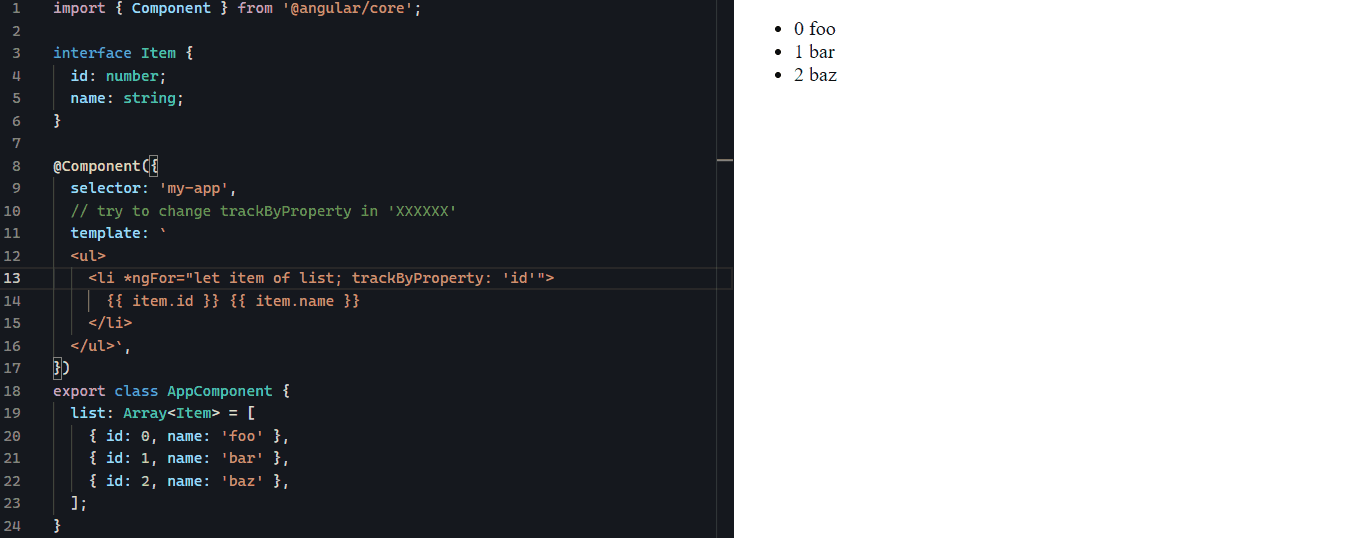 1 import { Component } from '@angular/core';
2
3 interface Item {
4 id: number;
5 name: string;
6 }
7
8 @Component({
9 selector: 'my-app',
10 // try to change trackByProperty in 'XXXXXX'
11 template: `
12 <ul>
13 <li *ngFor="let item of list; trackByProperty: 'id'">
14 {{ item.id }} {{ item.name }}
15 </li>
16 </ul>`,
17 })
18 export class AppComponent {
19 list: Array<Item> = [
20 { id: 0, name: 'foo' },
21 { id: 1, name: 'bar' },
22 { id: 2, name: 'baz' },
23 ];
24 }
• 0 foo
• 1 bar
• 2 baz